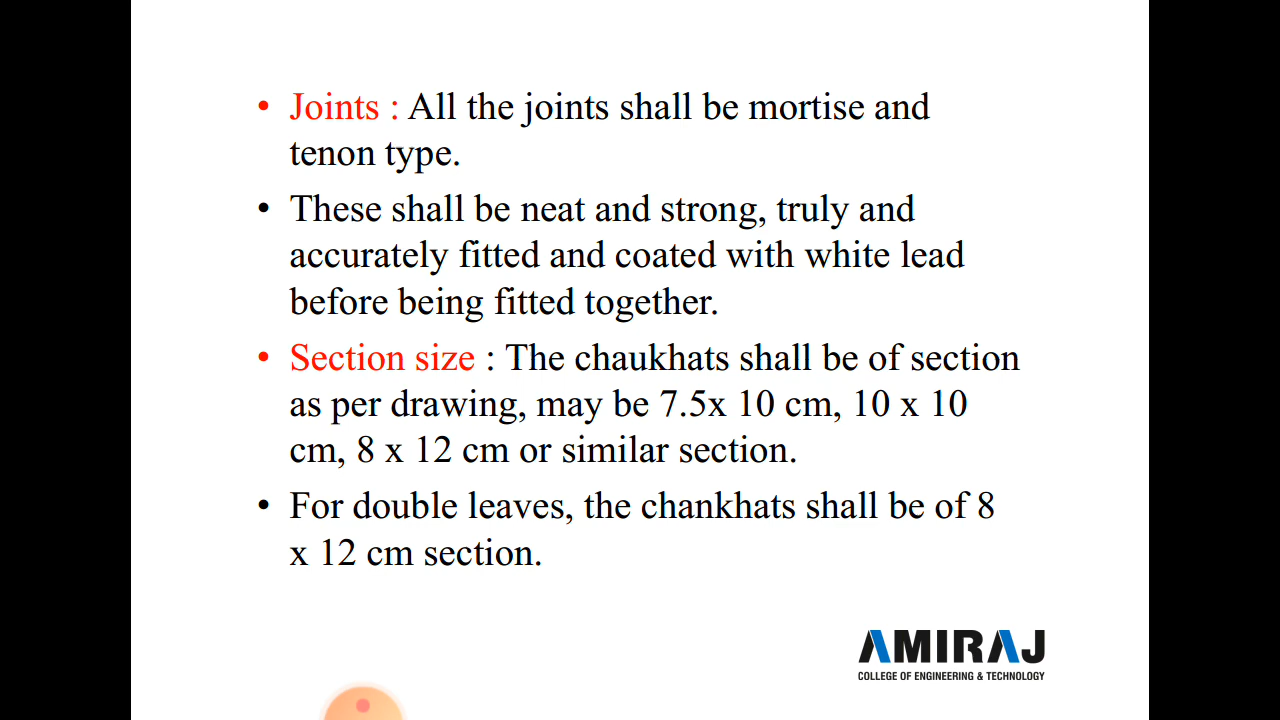 • Joints : All the joints shall be mortise and
tenon type.
• These shall be neat and strong, truly and
accurately fitted and coated with white lead
before being fitted together.
• Section size : The chaukhats shall be of section
as per drawing, may be 7.5x 10 cm, 10 x 10
cm, 8 x 12 cm or similar section.
• For double leaves, the chankhats shall be of 8
x 12 cm section.
AMIRAJ
COLLEGE OF ENGINEERING & TECHNOLOGY